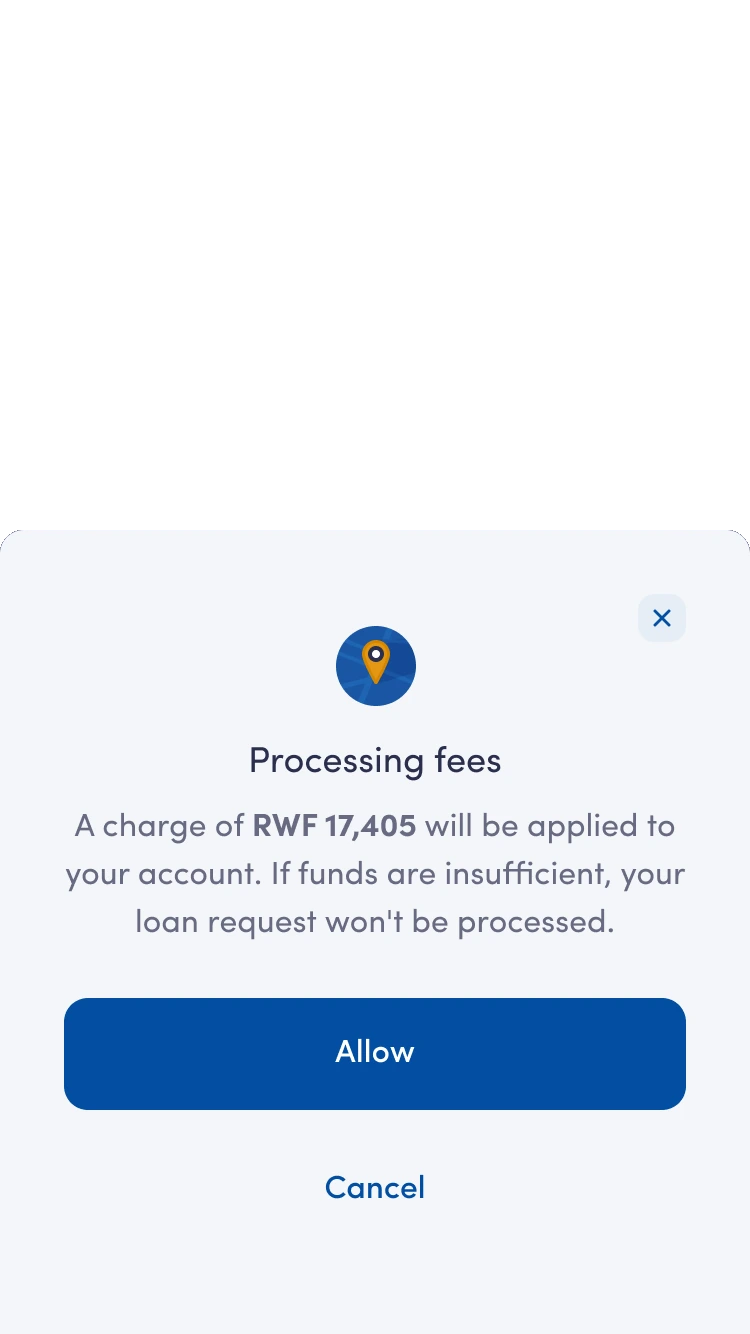 Processing fees
A charge of RWF 17,405 will be applied to
your account. If funds are insufficient, your
loan request won't be processed.
Allow
Cancel